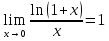 lim x→0 ln(1+x)/x = 1